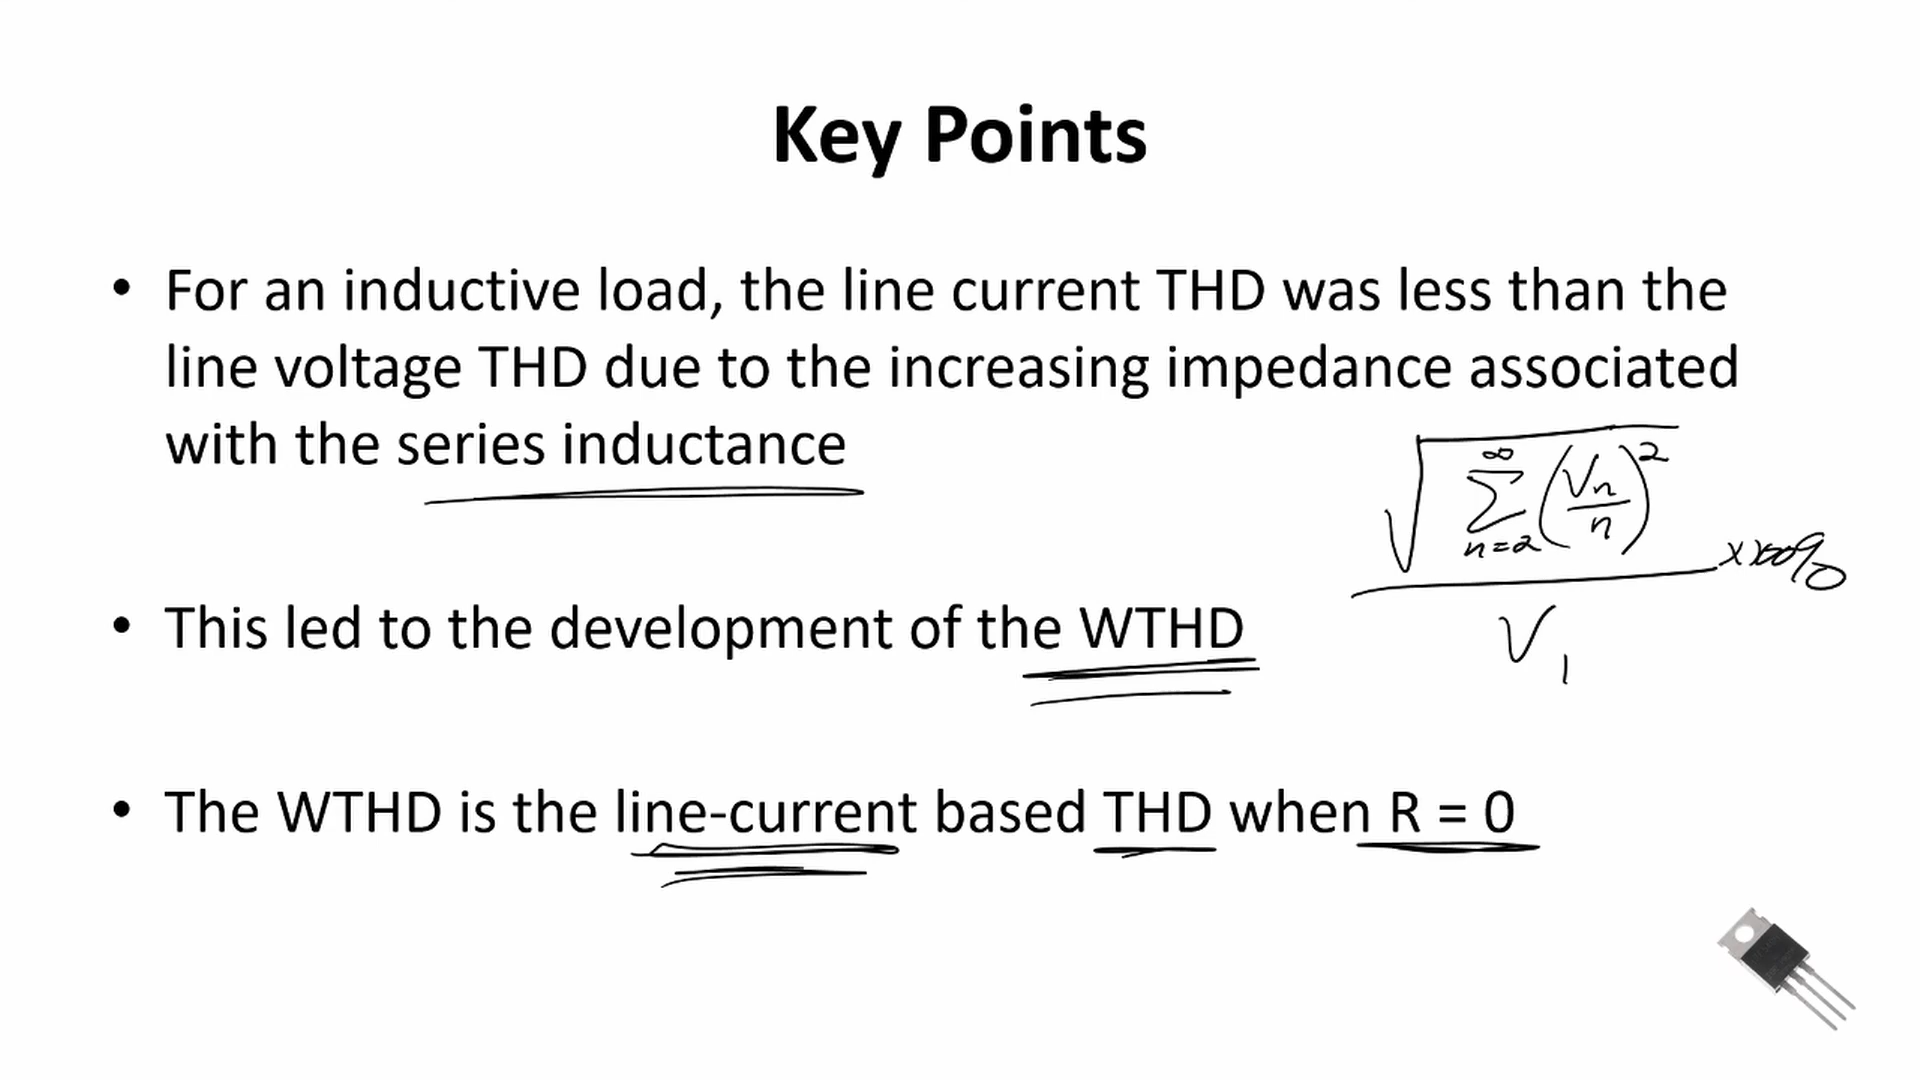 Key Points
• For an inductive load, the line current THD was less than the
line voltage THD due to the increasing impedance associated
with the series inductance
√(∑_{n=2}^{∞} (V_n/n)^2) / V_1 ×100%
• This led to the development of the WTHD
• The WTHD is the line-current based THD when R = 0